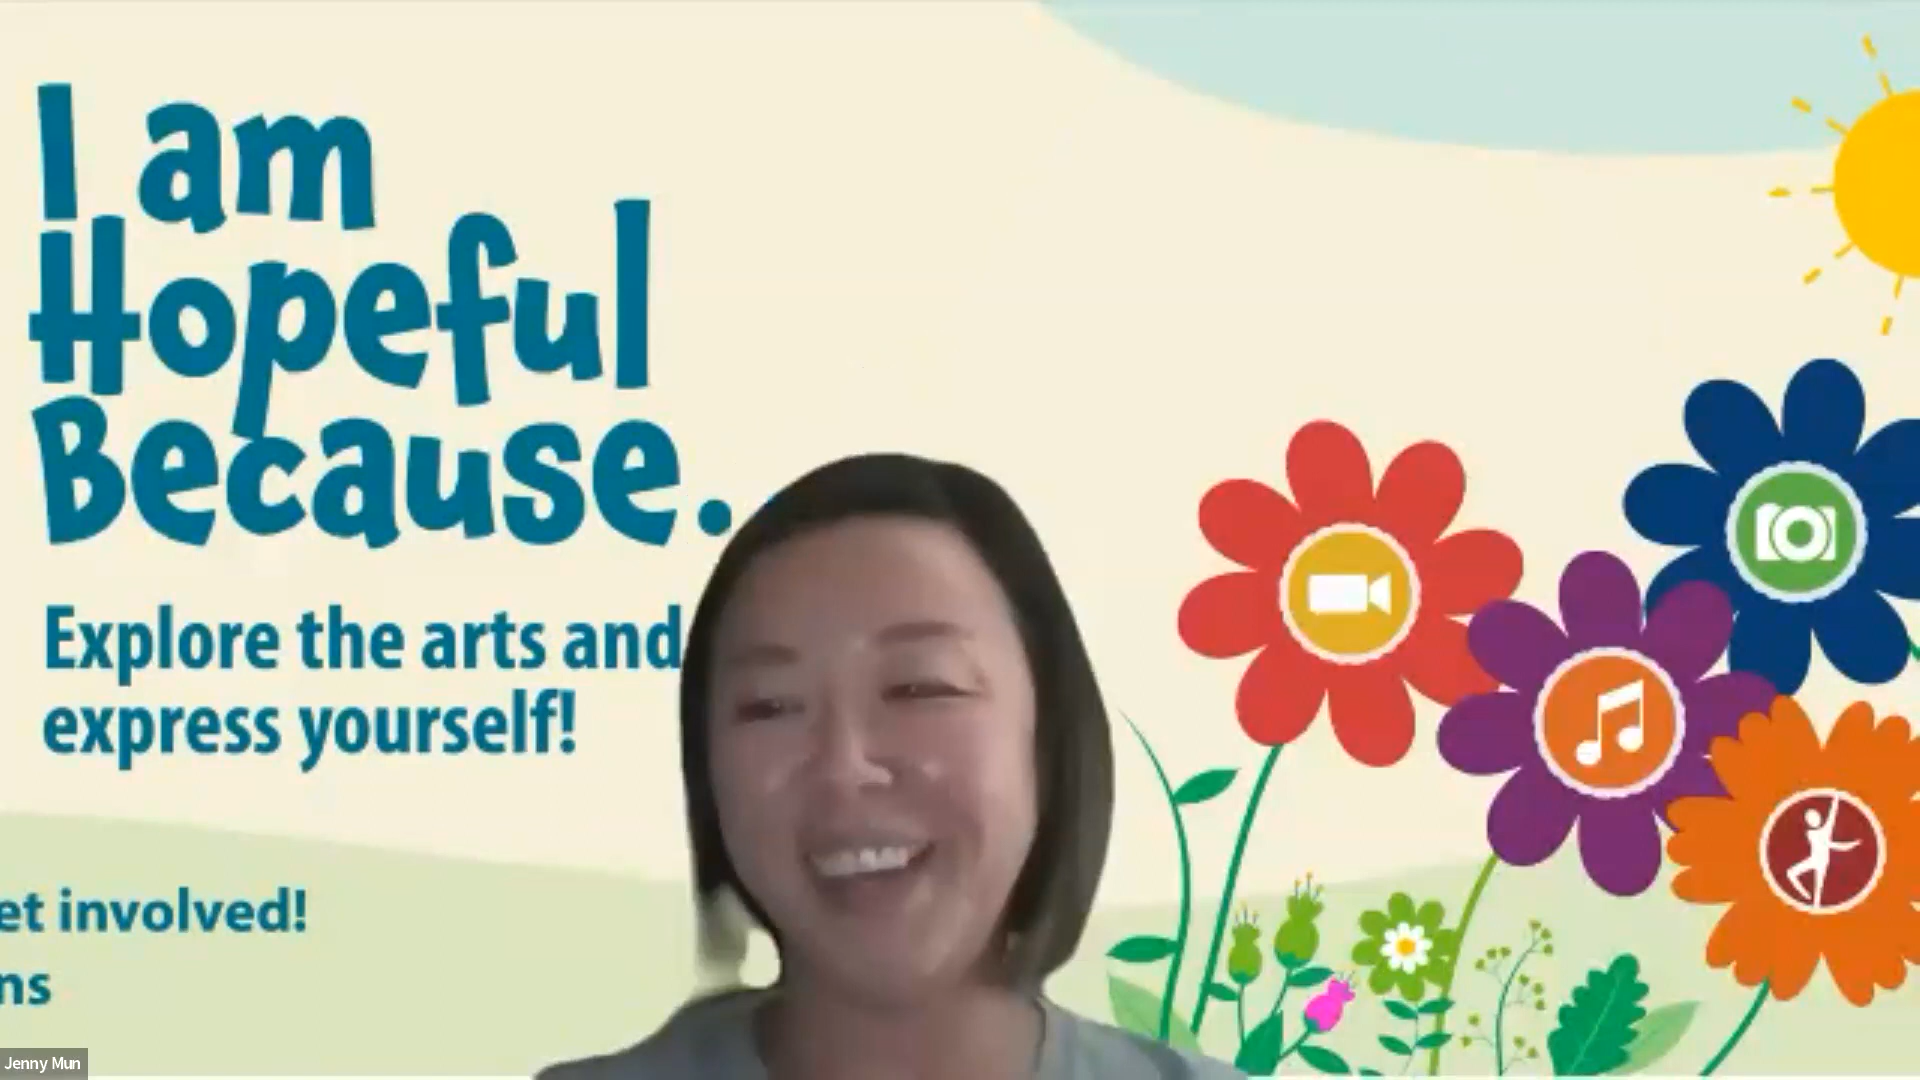 I am
Hopeful
Because.
Explore the arts and
express yourself!
et involved!
ns
Jenny Mun